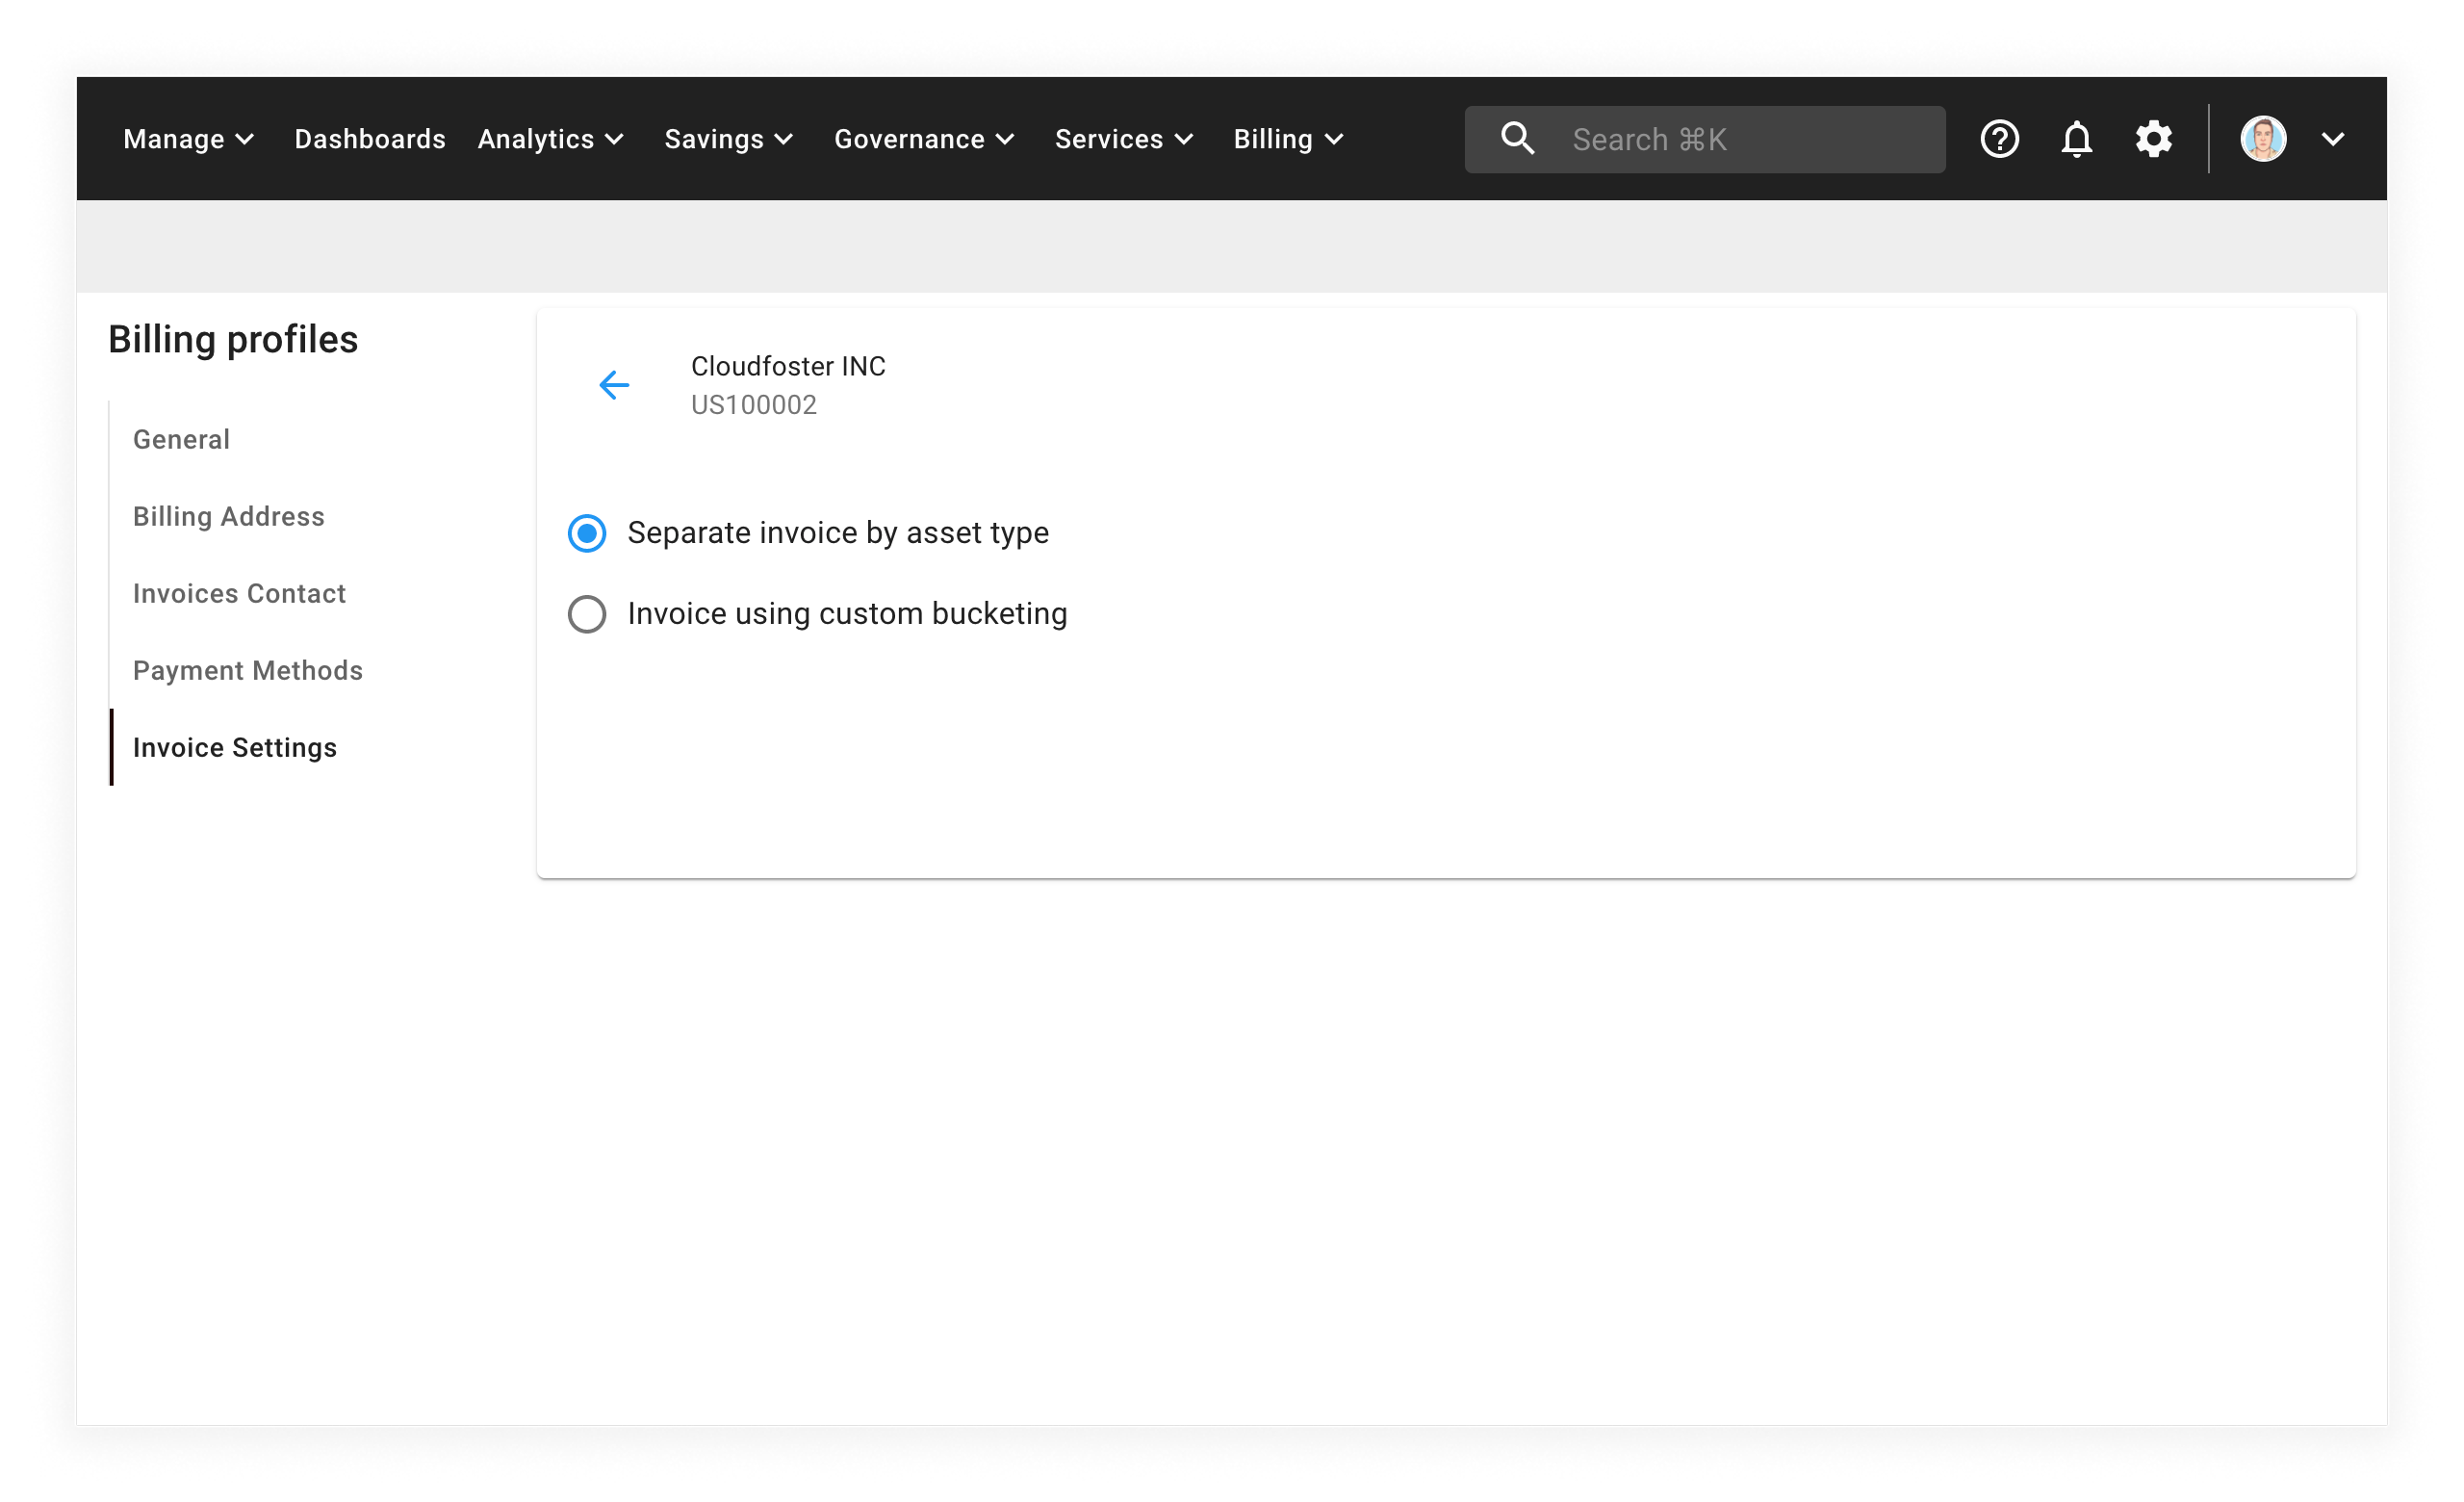 Manage Dashboards Analytics Savings Governance Services Billing Search ⌘K
Billing profiles
General
Billing Address
Invoices Contact
Payment Methods
Invoice Settings
Cloudfoster INC
US100002
Separate invoice by asset type
Invoice using custom bucketing